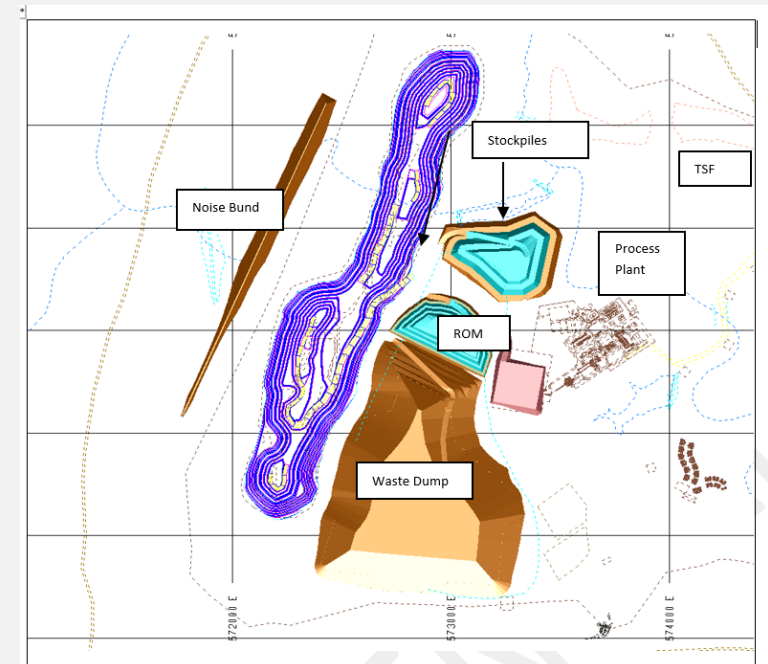 Stockpiles
TSF
Noise Bund
Process
Plant
ROM
Waste Dump
572000 E
573000 E
574000 E